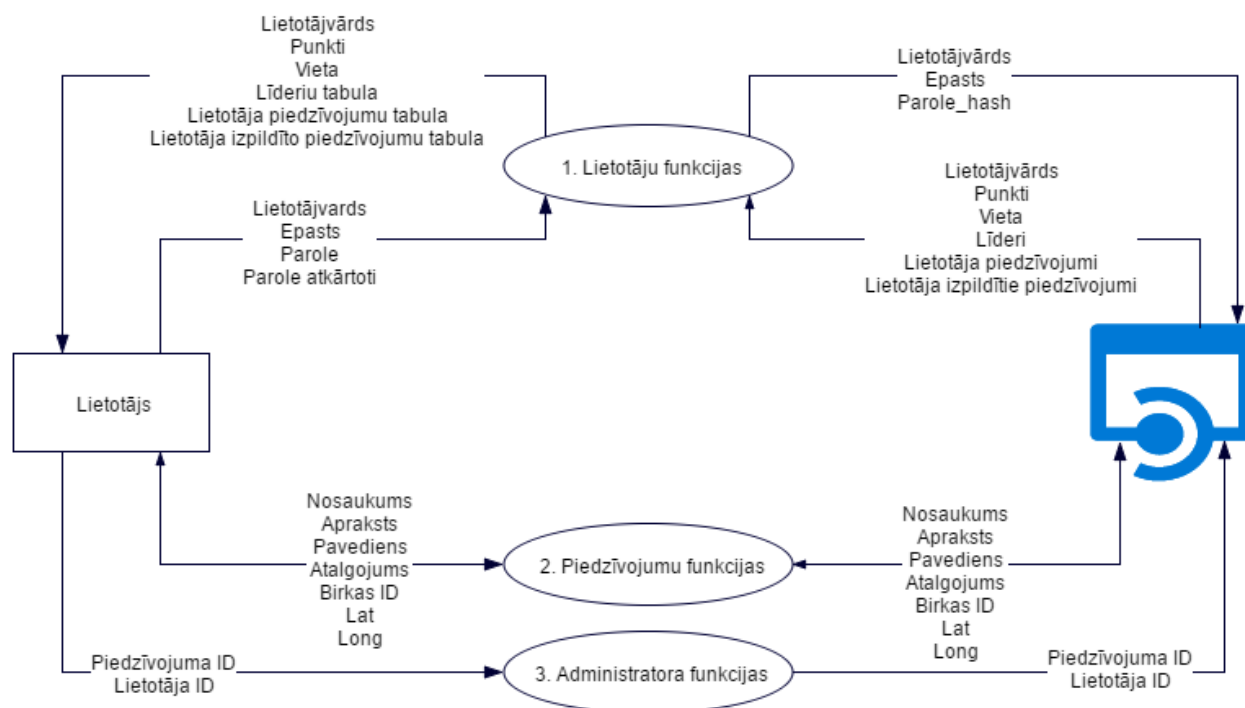 Lietotājvārds
Punkti
Vieta
Līderiu tabula
Lietotāja piedzīvojumu tabula
Lietotāja izpildīto piedzīvojumu tabula
Lietotājvārds
Epasts
Parole_hash
1. Lietotāju funkcijas
Lietotājvards
Epasts
Parole
Parole atkārtoti
Lietotājvārds
Punkti
Vieta
Līderi
Lietotāja piedzīvojumi
Lietotāja izpildītie piedzīvojumi
Lietotājs
Nosaukums
Apraksts
Pavediens
Atalgojums
Birkas ID
Lat
Long
2. Piedzīvojumu funkcijas
Nosaukums
Apraksts
Pavediens
Atalgojums
Birkas ID
Lat
Long
Piedzīvojuma ID
Lietotāja ID
3. Administratora funkcijas
Piedzīvojuma ID
Lietotāja ID